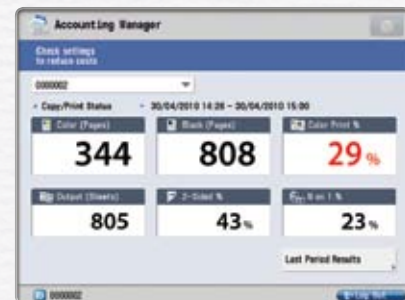 Accounting Manager
Check settings
to reduce costs
0000002
Copy/Print Status 30/04/2010 14:26 - 30/04/2010 15:00
Color (Pages) Black (Pages) Color Print %
344 808 29%
Output (Sheets) 2-Sided % N on 1 %
805 43% 23%
Last Period Results
0000002
Log Out